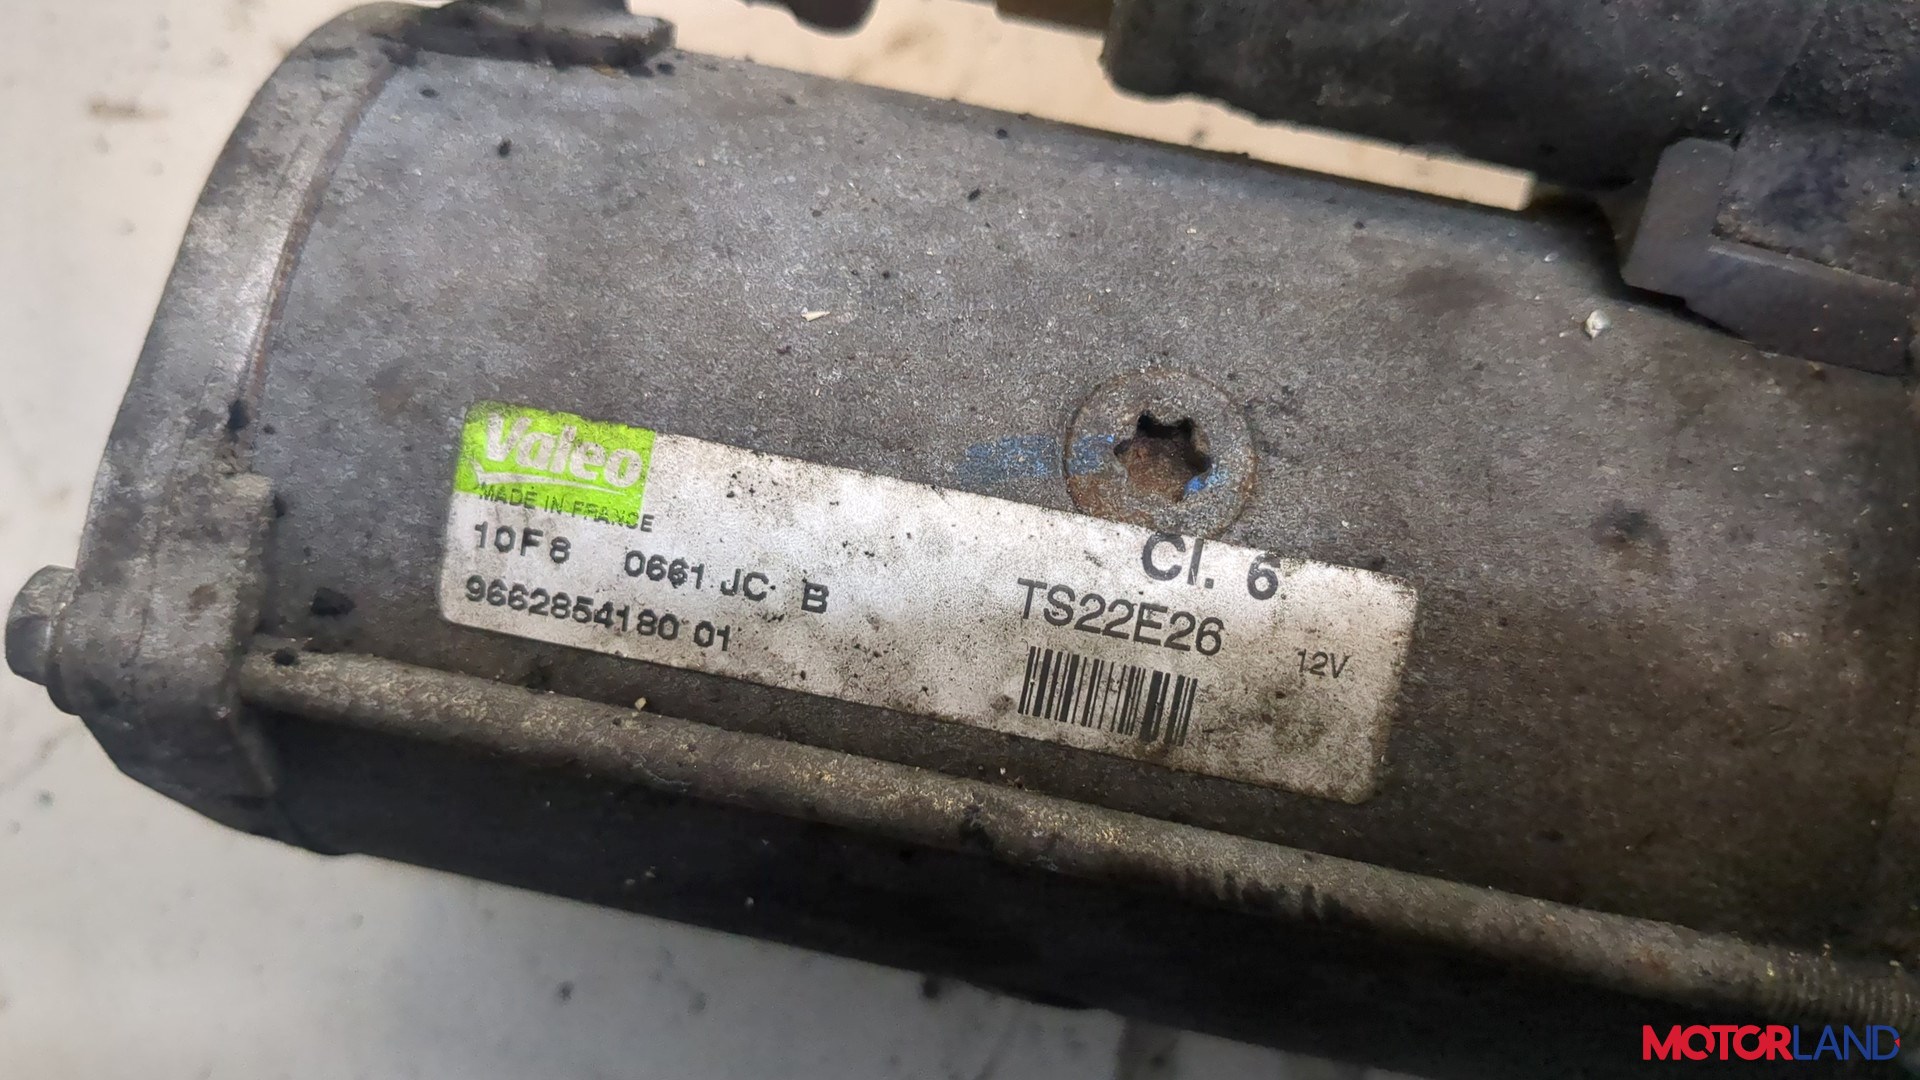 Valeo
MADE IN FRANCE
10F8 0661 JC B
9662854180 01
Cl. 6
TS22E26
12V
MOTORLAND